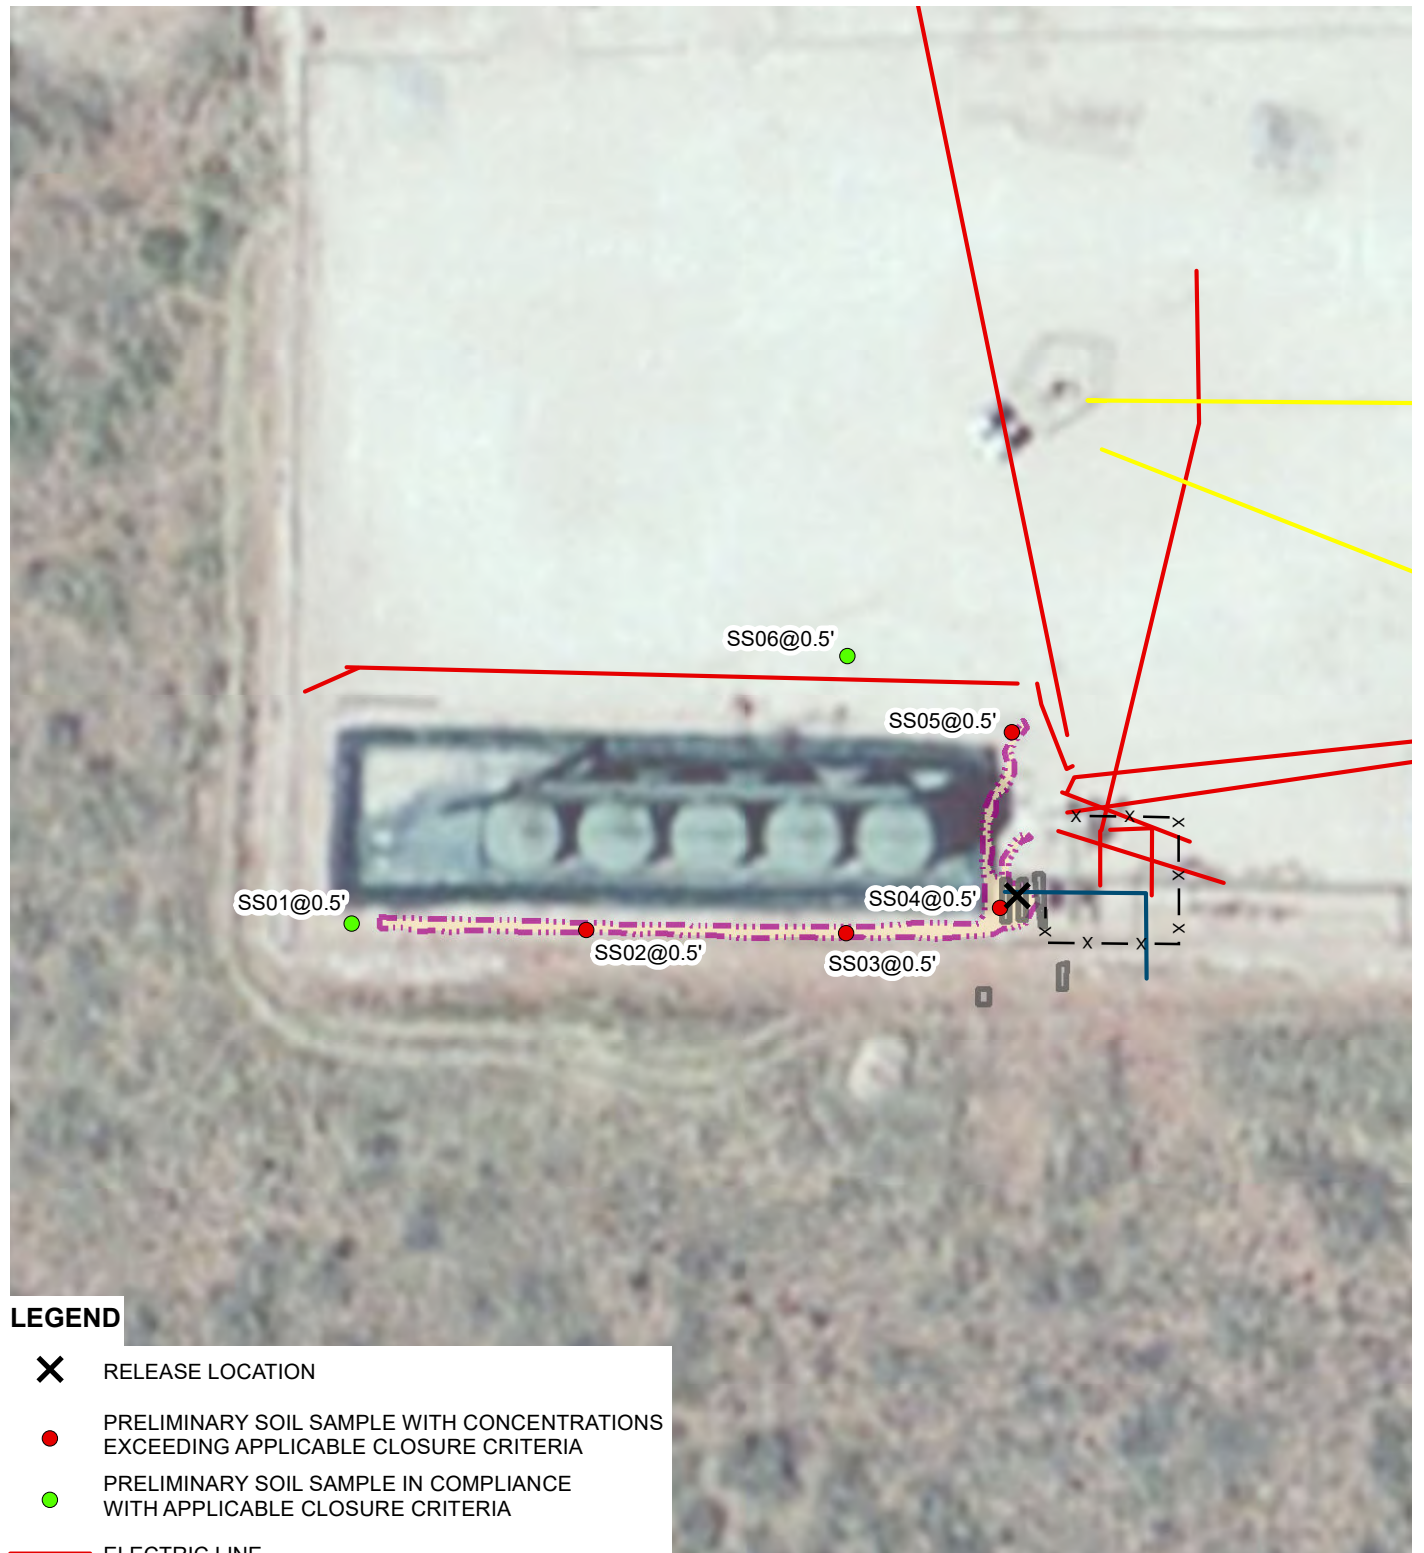 SS06@0.5'
SS05@0.5'
SS04@0.5'
SS01@0.5'
SS02@0.5'
SS03@0.5'
X
X
X
X
X
X
X
X
LEGEND
RELEASE LOCATION
PRELIMINARY SOIL SAMPLE WITH CONCENTRATIONS
EXCEEDING APPLICABLE CLOSURE CRITERIA
PRELIMINARY SOIL SAMPLE IN COMPLIANCE
WITH APPLICABLE CLOSURE CRITERIA
ELECTRIC LINE